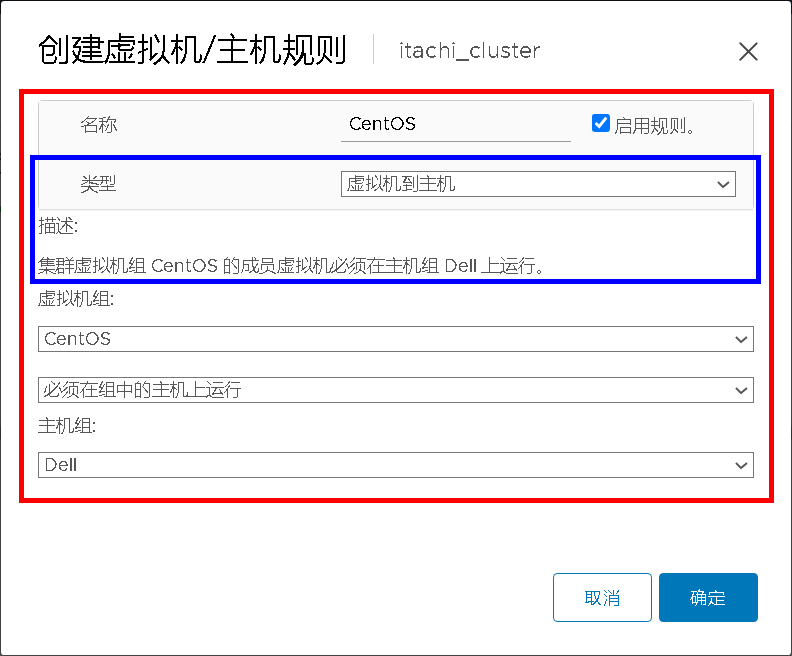 创建虚拟机/主机规则 itachi_cluster
名称 CentOS 启用规则。
类型 虚拟机到主机
描述:
集群虚拟机组 CentOS 的成员虚拟机必须在主机组 Dell 上运行。
虚拟机组:
CentOS
必须在组中的主机上运行
主机组:
Dell
取消 确定